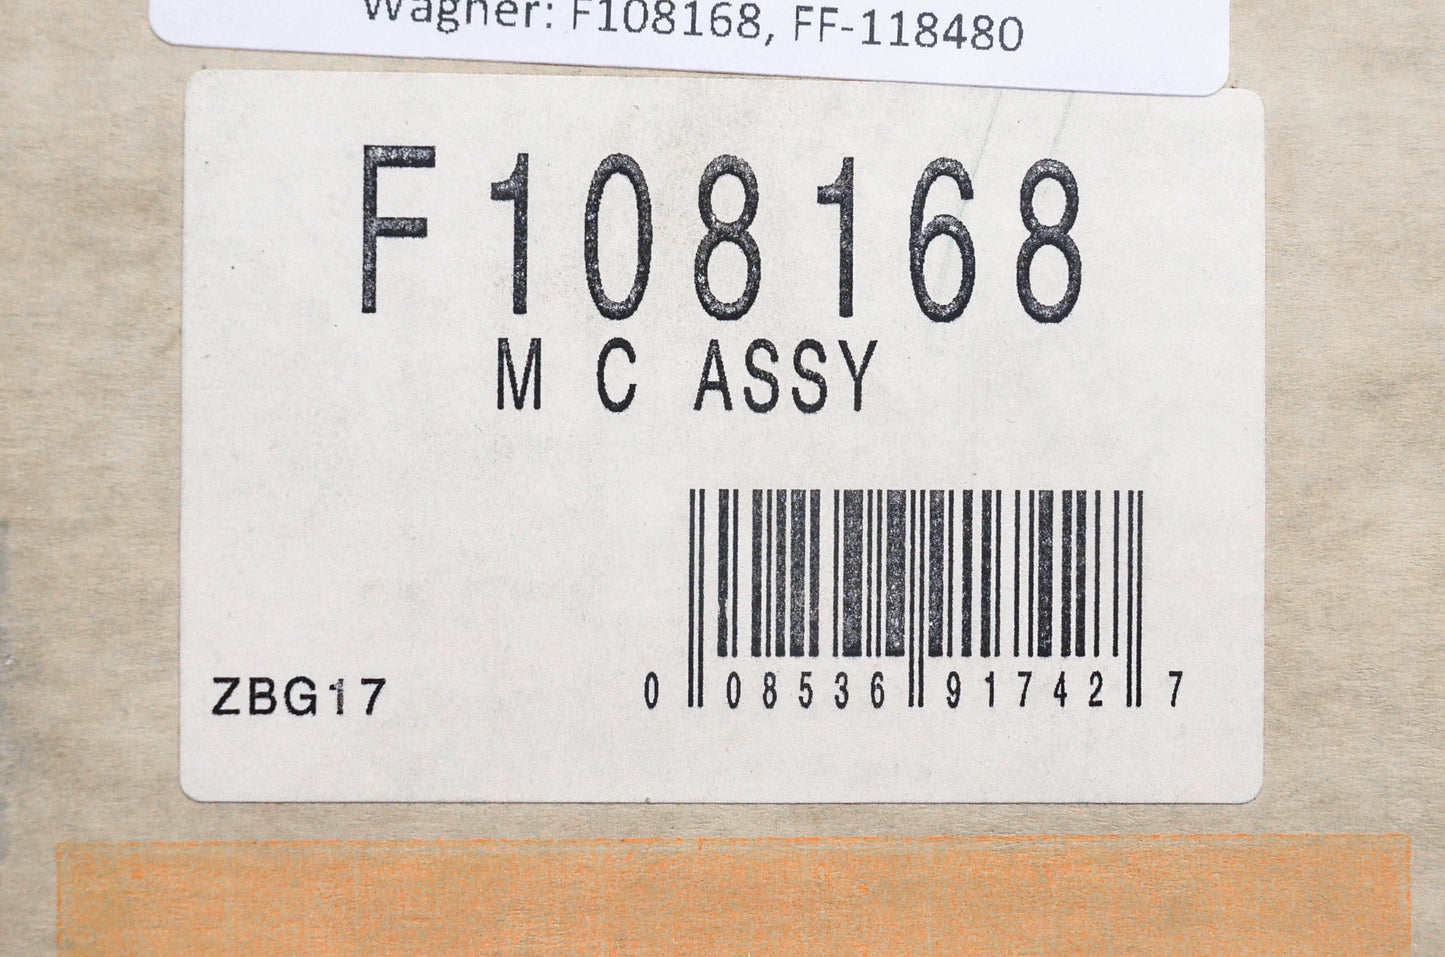 Wagner: F108168, FF-118480
F108168
M C ASSY
ZBG17
0 08536 91742 7